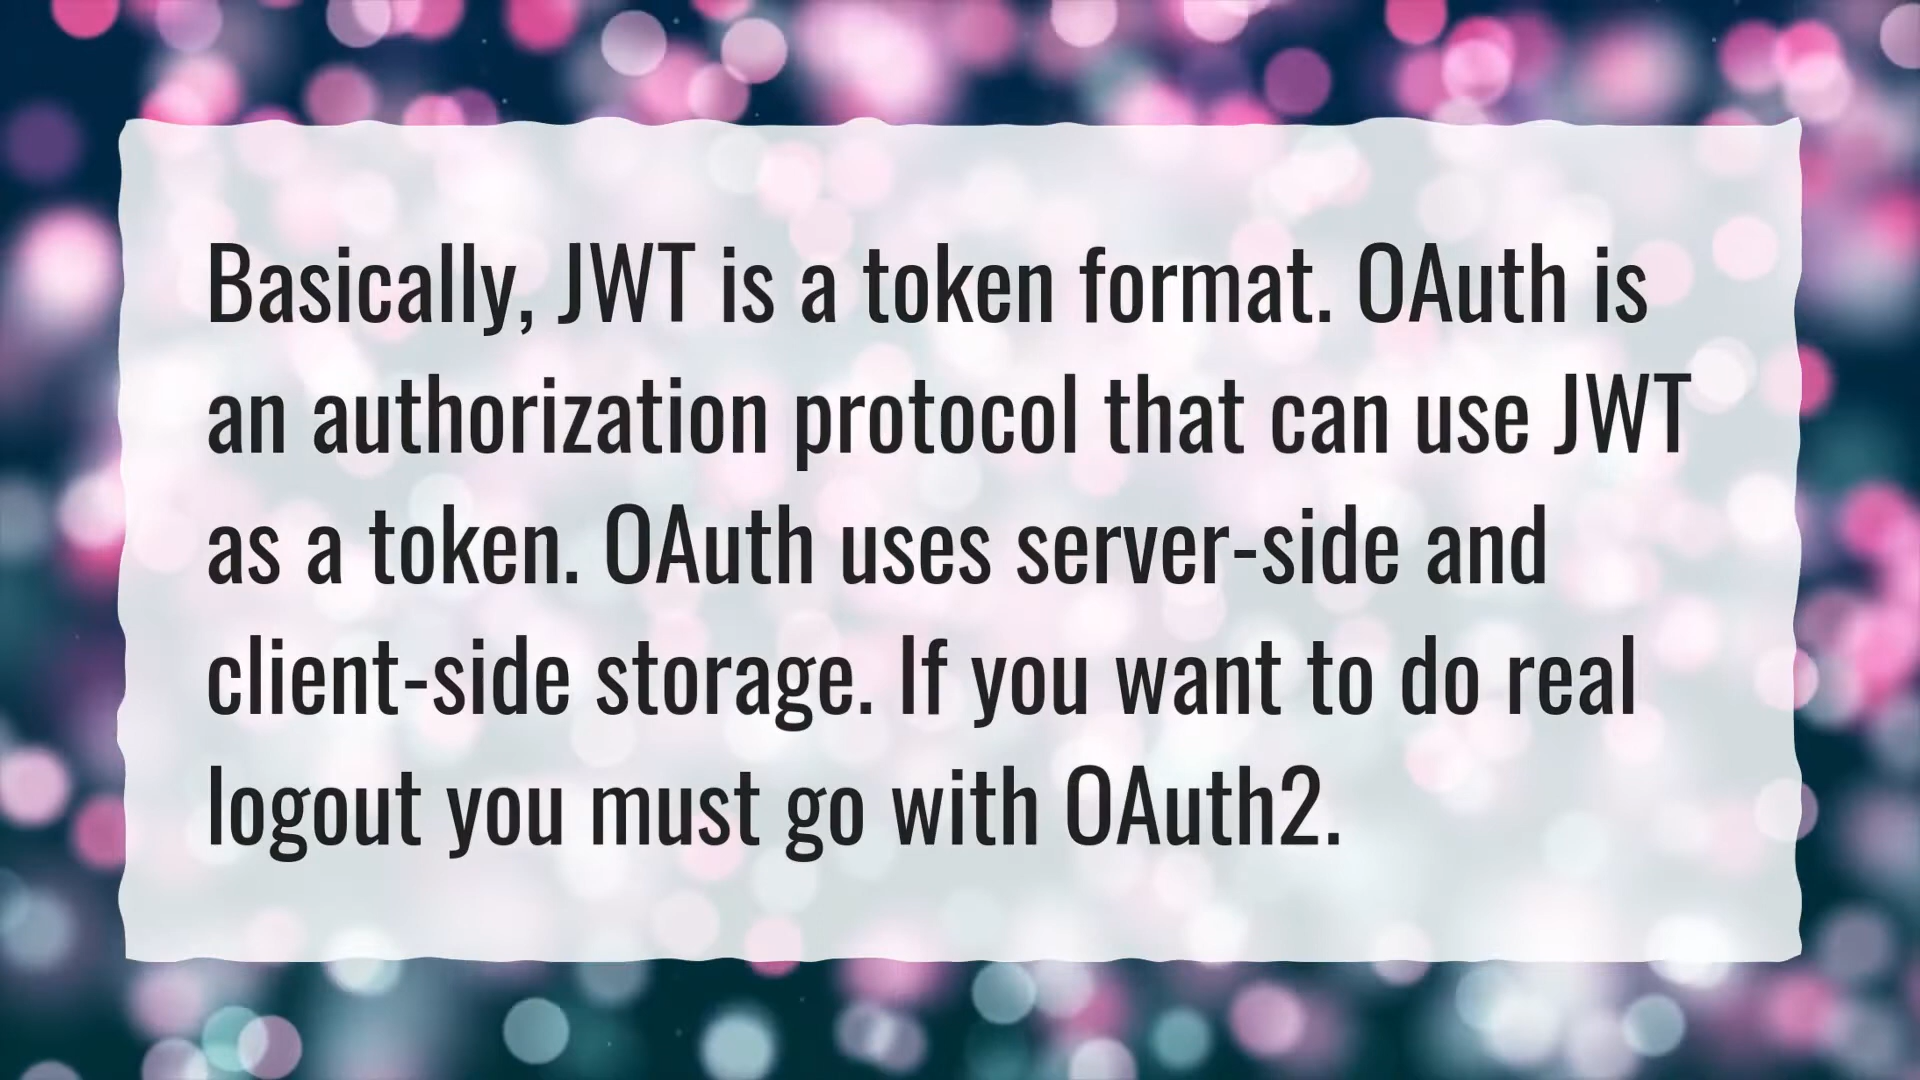 Basically, JWT is a token format. OAuth is
an authorization protocol that can use JWT
as a token. OAuth uses server-side and
client-side storage. If you want to do real
logout you must go with OAuth2.